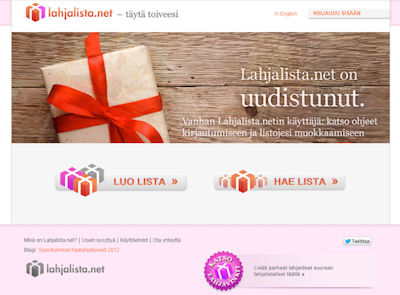 lahjalista.net – täytä toiveesi
In English
KIRJAUDU SISÄÄN
Lahjalista.net on
uudistunut.
Vanhan Lahjalista.netin käyttäjä: katso ohjeet
kirjautumiseen ja listojesi muokkaamiseen
LUO LISTA »
HAE LISTA »
Mikä on Lahjalista.net? | Usein kysyttyä | Käyttöehdot | Ota yhteyttä
Blogi: Suosituimmat häälahjatoiveet 2012
Twiittaa
lahjalista.net
KATSO
LAHJAVINKIT
Lisää parhaat lahjaideat suoraan
lahjalistallesi täältä »